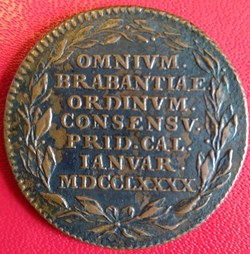 OMNIVM
BRABANTIAE
ORDINVM.
CONSENSV.
PRID. CAL.
IANVAR.
MDCCLXXXX.